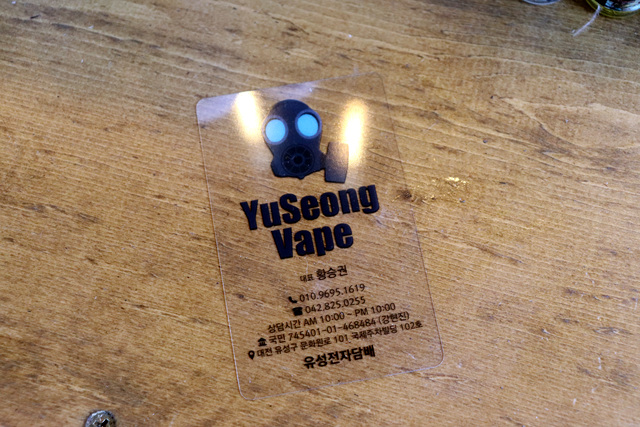 YuSeong
Vape
대표 황승권
010.9695.1619
042.825.0255
상담시간 AM 10:00 ~ PM 10:00
국민 745401-01-468484 (강현진)
대전 유성구 문화원로 101 국제주차빌딩 102호
유성전자담배